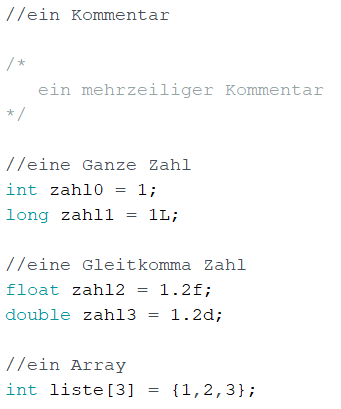 //ein Kommentar
/*
ein mehrzeiliger Kommentar
*/
//eine Ganze Zahl
int zahl0 = 1;
long zahl1 = 1L;
//eine Gleitkomma Zahl
float zahl2 = 1.2f;
double zahl3 = 1.2d;
//ein Array
int liste[3] = {1,2,3};